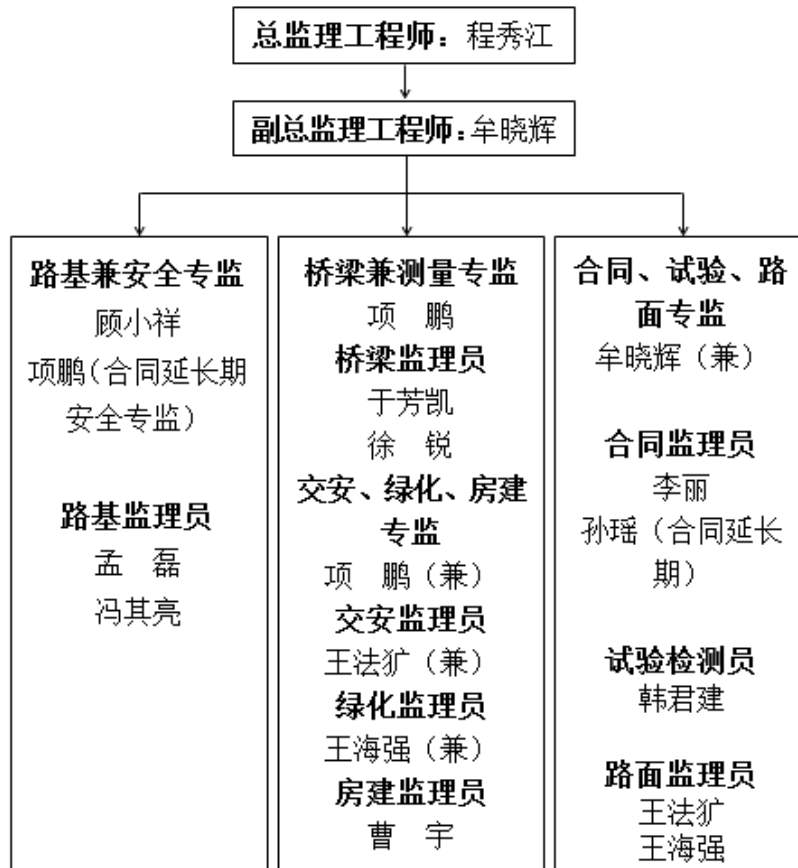 总监理工程师：程秀江
副总监理工程师:牟晓辉
路基兼安全专监
顾小祥
项鹏（合同延长期
安全专监）
路基监理员
孟　磊
冯其亮
桥梁兼测量专监
项　鹏
桥梁监理员
于芳凯
徐　锐
交安、绿化、房建
专监
项　鹏（兼）
交安监理员
王法犷（兼）
绿化监理员
王海强（兼）
房建监理员
曹　宇
合同、试验、路
面专监
牟晓辉（兼）
合同监理员
李丽
孙瑶（合同延长
期）
试验检测员
韩君建
路面监理员
王法犷
王海强